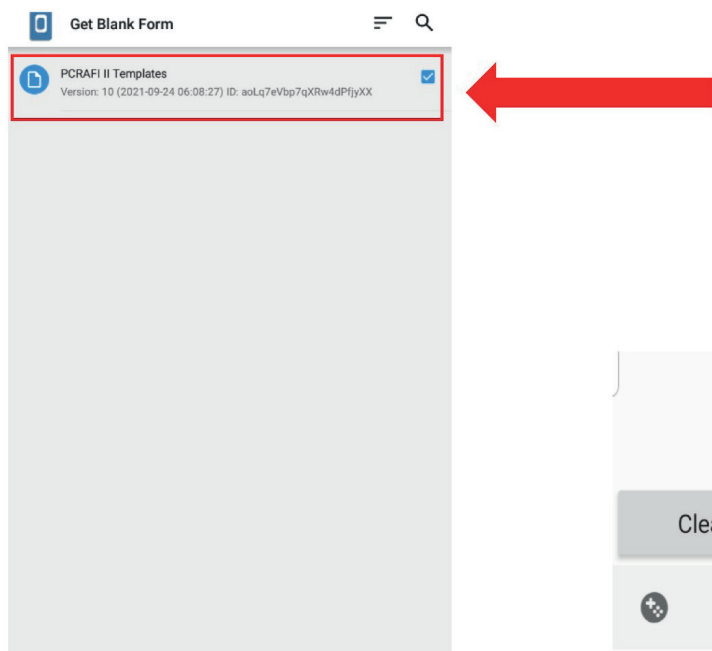 Get Blank Form
PCRAFI II Templates
Version: 10 (2021-09-24 06:08:27) ID: aoLq7eVbp7qXRw4dPfjyXX